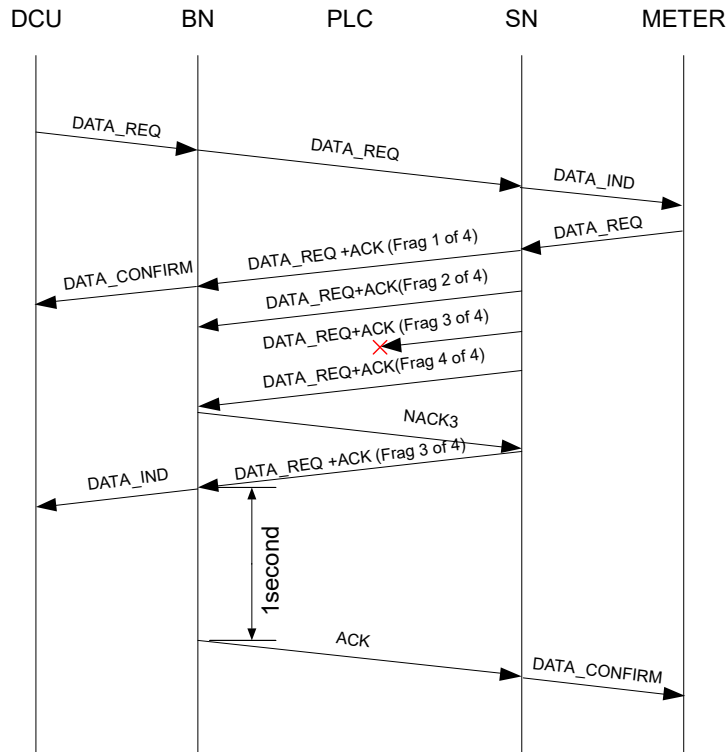 DCU BN PLC SN METER
DATA_REQ
DATA_REQ
DATA_IND
DATA_REQ
DATA_REQ +ACK (Frag 1 of 4)
DATA_CONFIRM
DATA_REQ+ACK(Frag 2 of 4)
DATA_REQ+ACK (Frag 3 of 4)
DATA_REQ+ACK(Frag 4 of 4)
NACK3
DATA_REQ +ACK (Frag 3 of 4)
DATA_IND
1second
ACK
DATA_CONFIRM